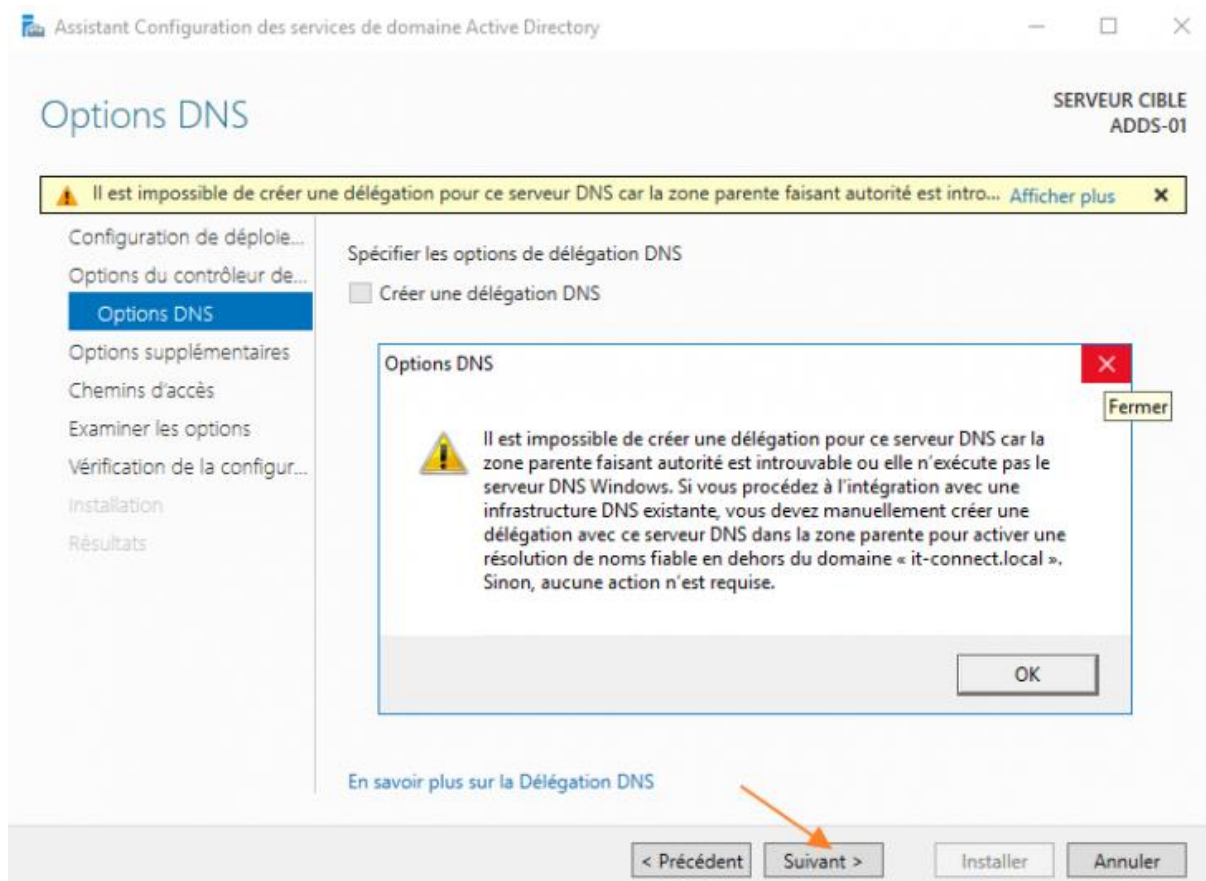 Assistant Configuration des services de domaine Active Directory
Options DNS
SERVEUR CIBLE
ADDS-01
Il est impossible de créer une délégation pour ce serveur DNS car la zone parente faisant autorité est intro... Afficher plus
Configuration de déploie...
Options du contrôleur de...
Options DNS
Options supplémentaires
Chemins d'accès
Examiner les options
Vérification de la configur...
Installation
Résultats
Spécifier les options de délégation DNS
Créer une délégation DNS
Options DNS
Fermer
Il est impossible de créer une délégation pour ce serveur DNS car la
zone parente faisant autorité est introuvable ou elle n'exécute pas le
serveur DNS Windows. Si vous procédez à l'intégration avec une
infrastructure DNS existante, vous devez manuellement créer une
délégation avec ce serveur DNS dans la zone parente pour activer une
résolution de noms fiable en dehors du domaine « it-connect.local ».
Sinon, aucune action n'est requise.
OK
En savoir plus sur la Délégation DNS
< Précédent
Suivant >
Installer
Annuler